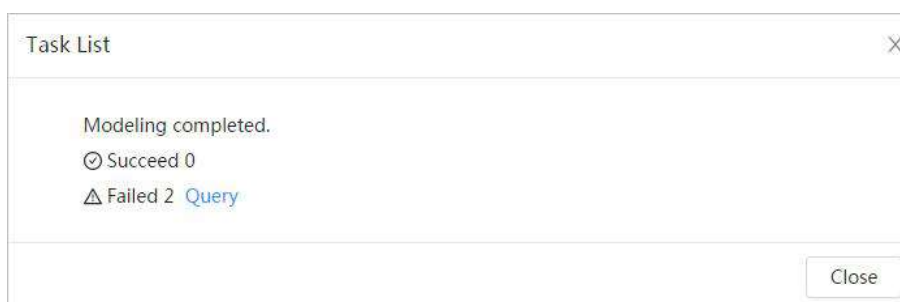 Task List
Modeling completed.
Succeed 0
Failed 2 Query
Close